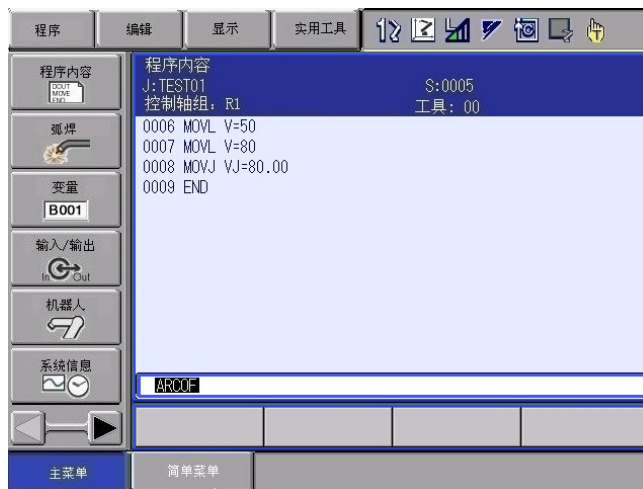 程序 编辑 显示 实用工具
程序内容
DOUT
MOVE
END
弧焊
变量
B001
输入/输出
In Out
机器人
系统信息
程序内容
J:TEST01 S:0005
控制轴组: R1 工具: 00
0006 MOVL V=50
0007 MOVL V=80
0008 MOVJ VJ=80.00
0009 END
ARCOF
主菜单 简单菜单